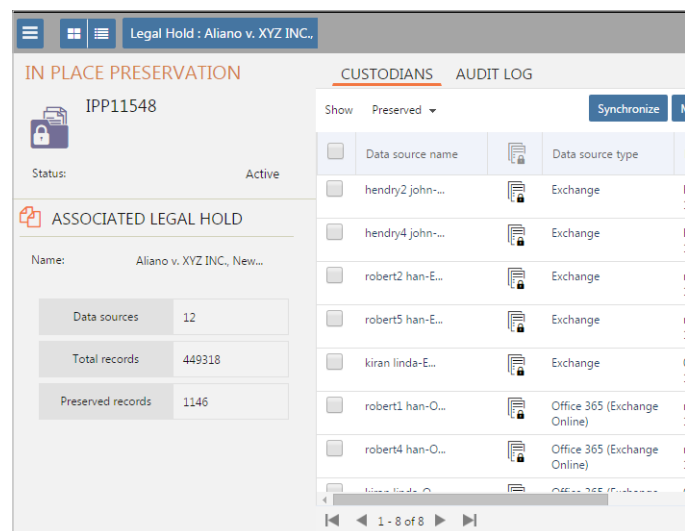 Legal Hold : Aliano v. XYZ INC.,
IN PLACE PRESERVATION
IPP11548
Status: Active
ASSOCIATED LEGAL HOLD
Name: Aliano v. XYZ INC., New...
Data sources 12
Total records 449318
Preserved records 1146
CUSTODIANS AUDIT LOG
Show Preserved Synchronize
Data source name Data source type
hendry2 john-... Exchange
hendry4 john-... Exchange
robert2 han-E... Exchange
robert5 han-E... Exchange
kiran linda-E... Exchange
robert1 han-O... Office 365 (Exchange
Online)
robert4 han-O... Office 365 (Exchange
Online)
1 - 8 of 8